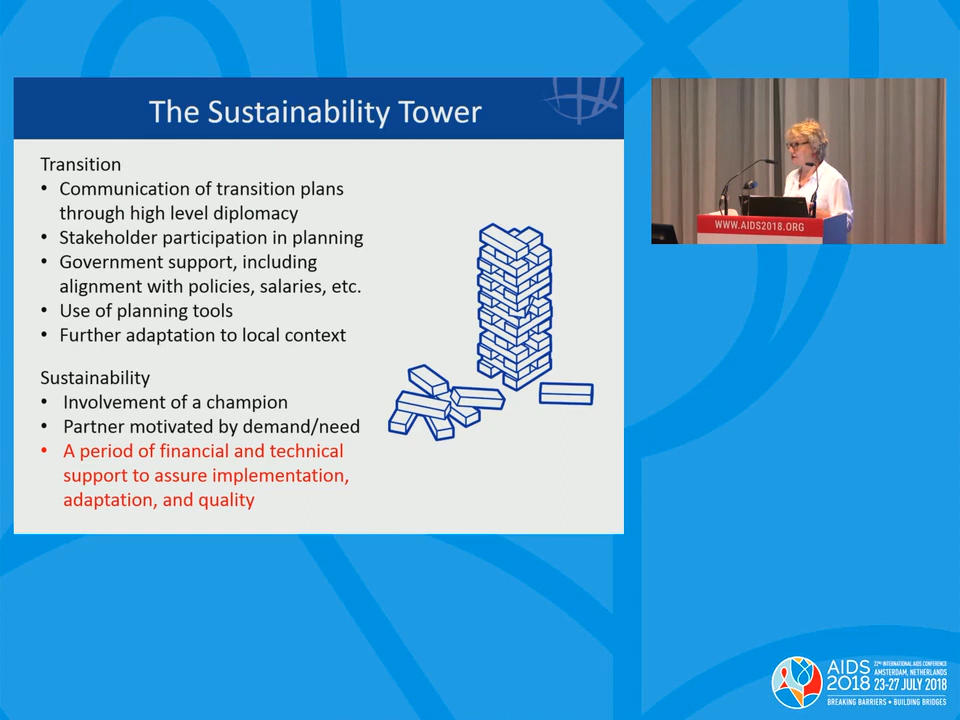 The Sustainability Tower
Transition
• Communication of transition plans
through high level diplomacy
• Stakeholder participation in planning
• Government support, including
alignment with policies, salaries, etc.
• Use of planning tools
• Further adaptation to local context
Sustainability
• Involvement of a champion
• Partner motivated by demand/need
• A period of financial and technical
support to assure implementation,
adaptation, and quality
WWW.AIDS2018.ORG
AIDS
2018
22ND INTERNATIONAL AIDS CONFERENCE
AMSTERDAM, NETHERLANDS
23-27 JULY 2018
BREAKING BARRIERS • BUILDING BRIDGES